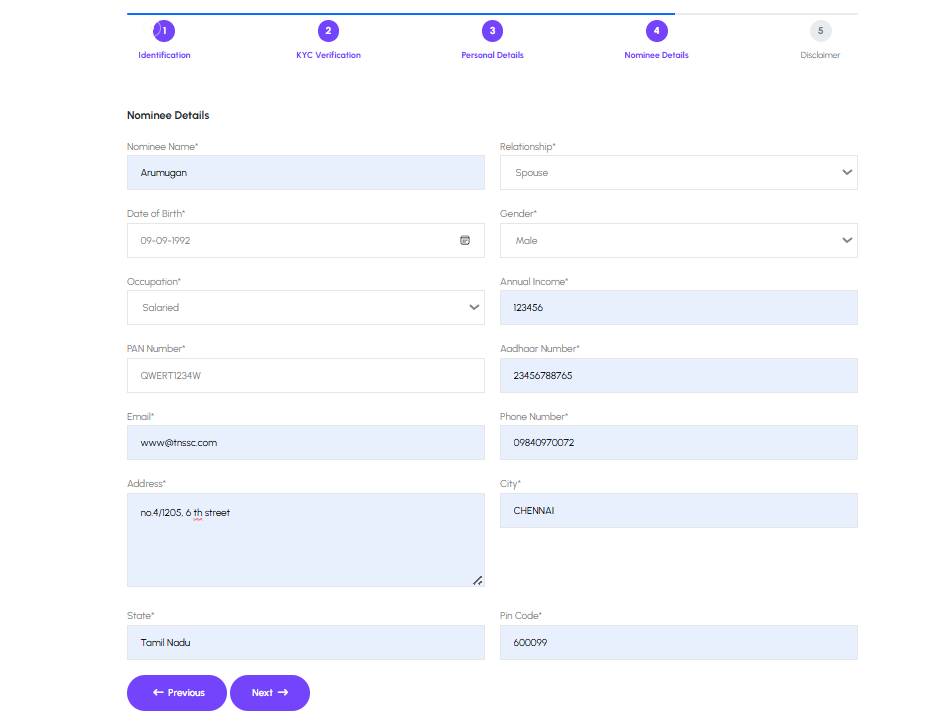 1 2 3 4 5
Identification KYC Verification Personal Details Nominee Details Disclaimer
Nominee Details
Nominee Name* Relationship*
Arumugan Spouse
Date of Birth* Gender*
09-09-1992 Male
Occupation* Annual Income*
Salaried 123456
PAN Number* Aadhaar Number*
QWERT1234W 23456788765
Email* Phone Number*
www@tnssc.com 09840970072
Address* City*
no.4/1205, 6 th street CHENNAI
State* Pin Code*
Tamil Nadu 600099
← Previous Next →